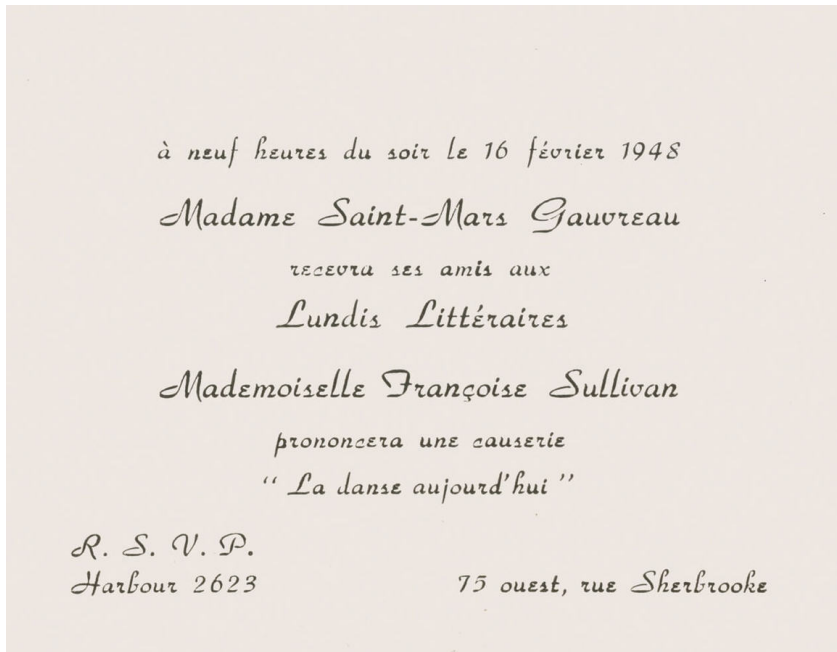 à neuf heures du soir le 16 février 1948
Madame Saint-Mars Gauvreau
recevra ses amis aux
Lundis Littéraires
Mademoiselle Françoise Sullivan
prononcera une causerie
“ La danse aujourd'hui ”
R. S. V. P.
Harbour 2623
75 ouest, rue Sherbrooke